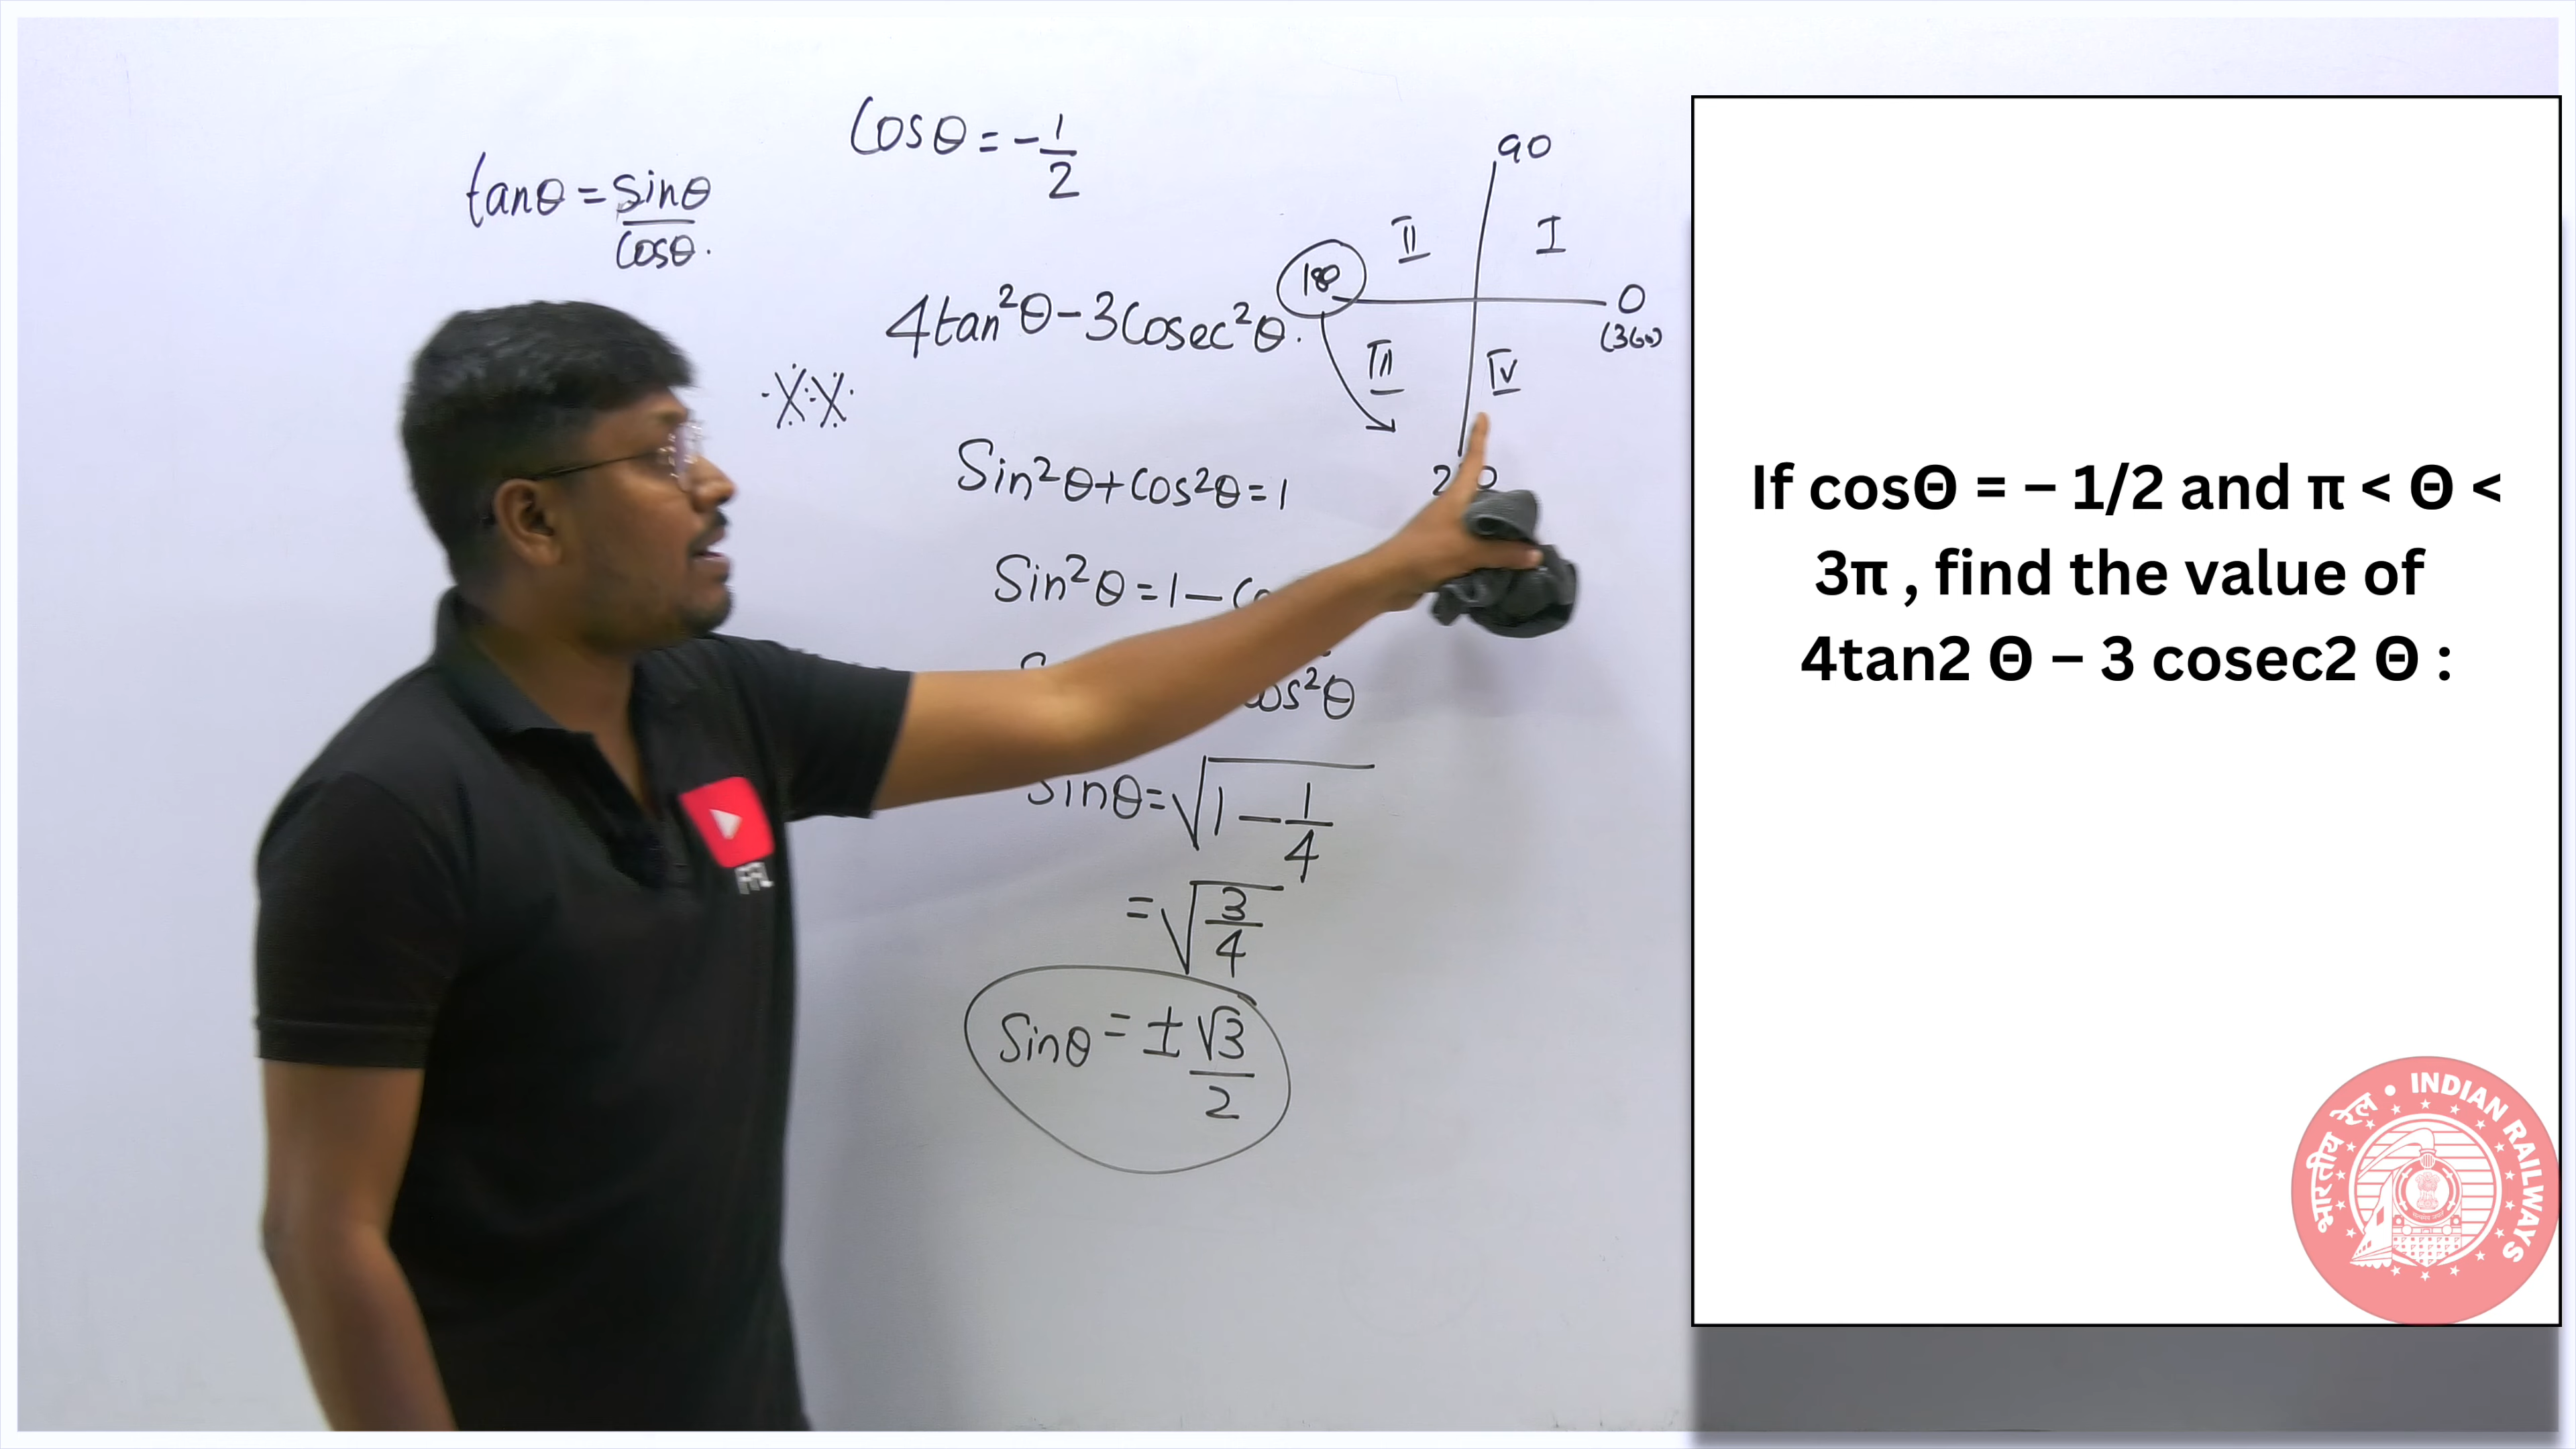 Cosθ = -1/2
tanθ = Sinθ/Cosθ.
4tan²θ-3Cosec²θ.
90
II
I
180
0
(360)
III
IV
Sin²θ+Cos²θ=1
Sin²θ=1-
θ
Sinθ=√1-1/4
=√3/4
Sinθ = ±√3/2
FFL
If cosΘ = – 1/2 and π < Θ <
3π , find the value of
4tan2 Θ – 3 cosec2 Θ :
भारतीय रेल • INDIAN RAILWAYS